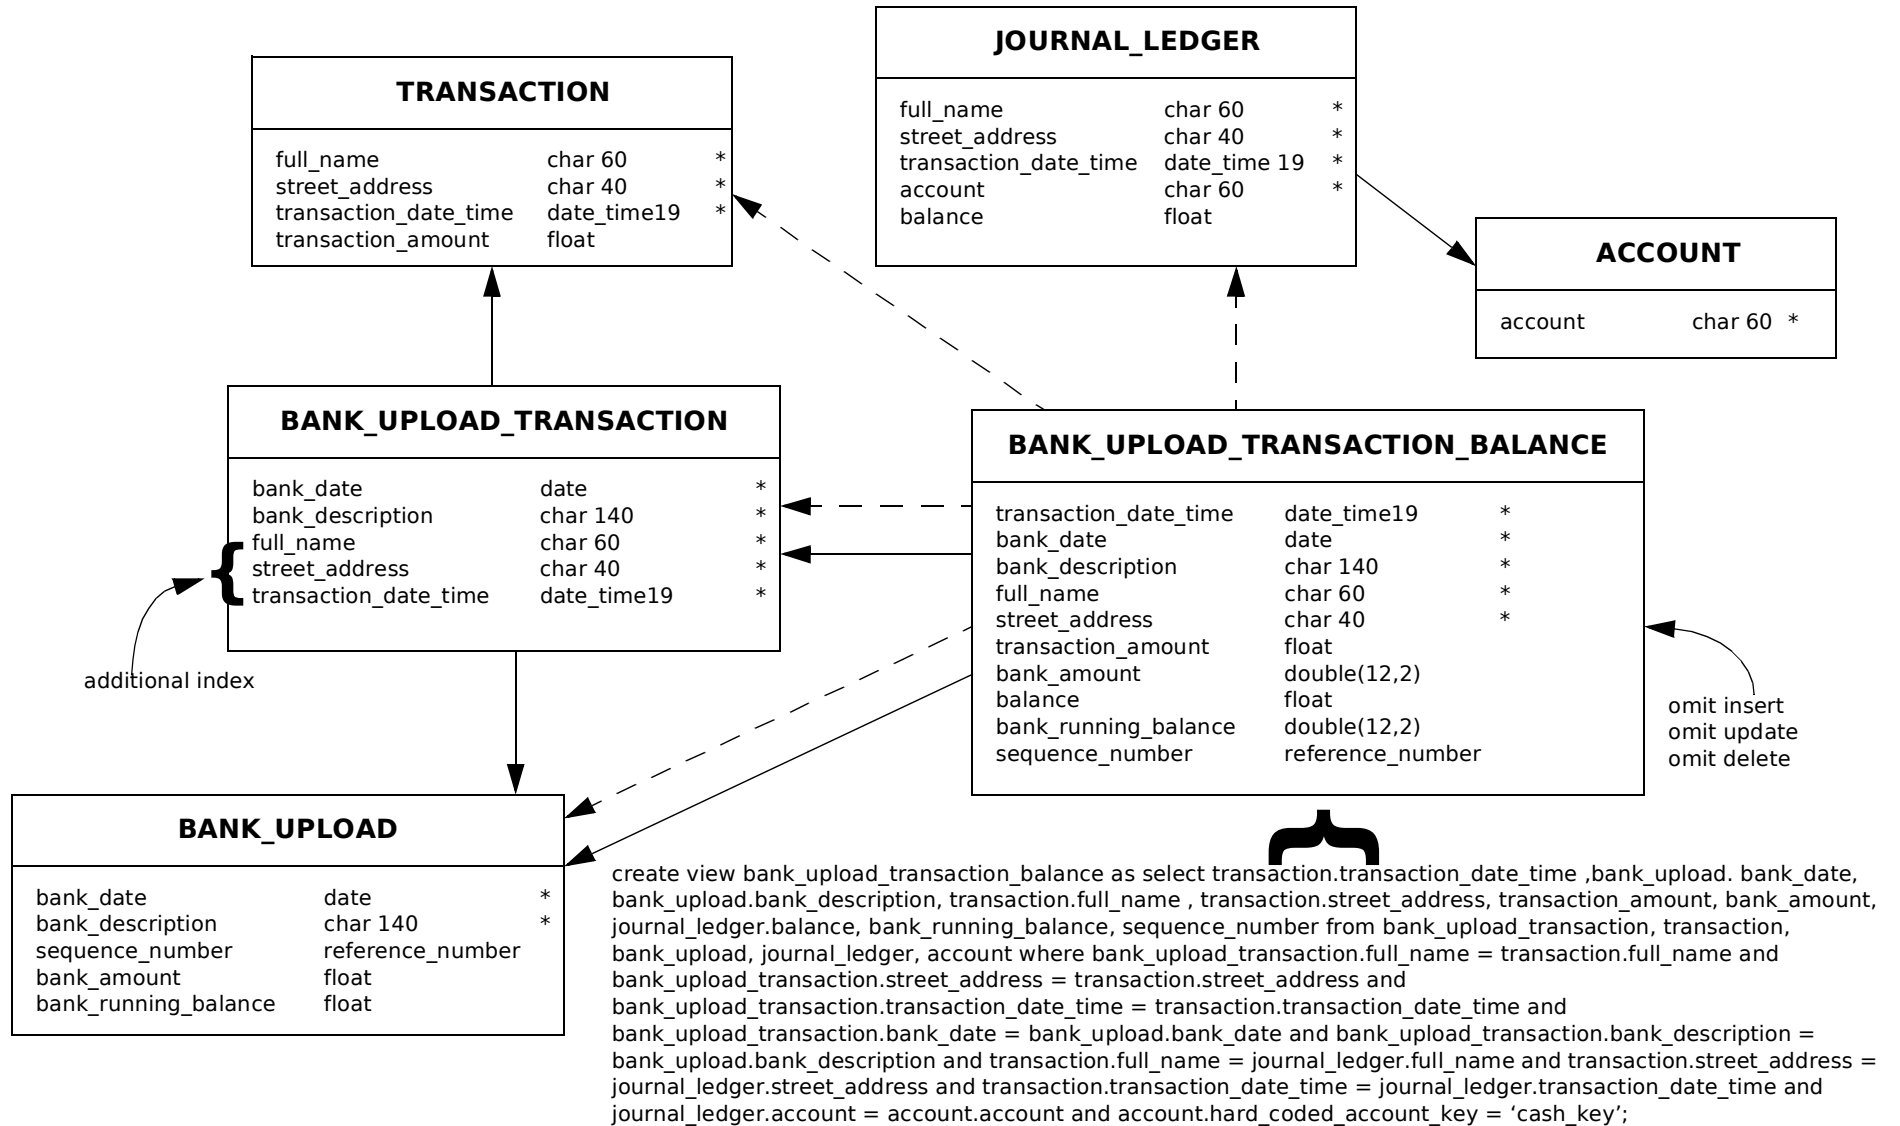 JOURNAL_LEDGER
full_name char 60 *
street_address char 40 *
transaction_date_time date_time 19 *
account char 60 *
balance float
TRANSACTION
full_name char 60 *
street_address char 40 *
transaction_date_time date_time19 *
transaction_amount float
ACCOUNT
account char 60 *
BANK_UPLOAD_TRANSACTION
bank_date date *
bank_description char 140 *
{
full_name char 60 *
street_address char 40 *
transaction_date_time date_time19 *
additional index
BANK_UPLOAD_TRANSACTION_BALANCE
transaction_date_time date_time19 *
bank_date date *
bank_description char 140 *
full_name char 60 *
street_address char 40 *
transaction_amount float
bank_amount double(12,2)
balance float
bank_running_balance double(12,2)
sequence_number reference_number
omit insert
omit update
omit delete
BANK_UPLOAD
bank_date date *
bank_description char 140 *
sequence_number reference_number
bank_amount float
bank_running_balance float
{
create view bank_upload_transaction_balance as select transaction.transaction_date_time ,bank_upload. bank_date,
bank_upload.bank_description, transaction.full_name , transaction.street_address, transaction_amount, bank_amount,
journal_ledger.balance, bank_running_balance, sequence_number from bank_upload_transaction, transaction,
bank_upload, journal_ledger, account where bank_upload_transaction.full_name = transaction.full_name and
bank_upload_transaction.street_address = transaction.street_address and
bank_upload_transaction.transaction_date_time = transaction.transaction_date_time and
bank_upload_transaction.bank_date = bank_upload.bank_date and bank_upload_transaction.bank_description =
bank_upload.bank_description and transaction.full_name = journal_ledger.full_name and transaction.street_address =
journal_ledger.street_address and transaction.transaction_date_time = journal_ledger.transaction_date_time and
journal_ledger.account = account.account and account.hard_coded_account_key = ‘cash_key’;